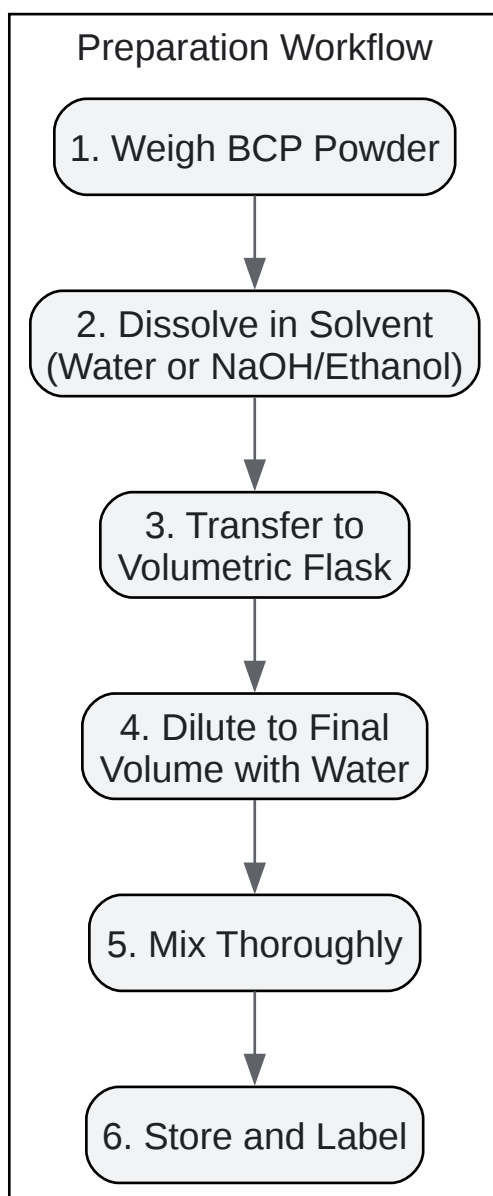 Preparation Workflow
1. Weigh BCP Powder
2. Dissolve in Solvent
(Water or NaOH/Ethanol)
3. Transfer to
Volumetric Flask
4. Dilute to Final
Volume with Water
5. Mix Thoroughly
6. Store and Label